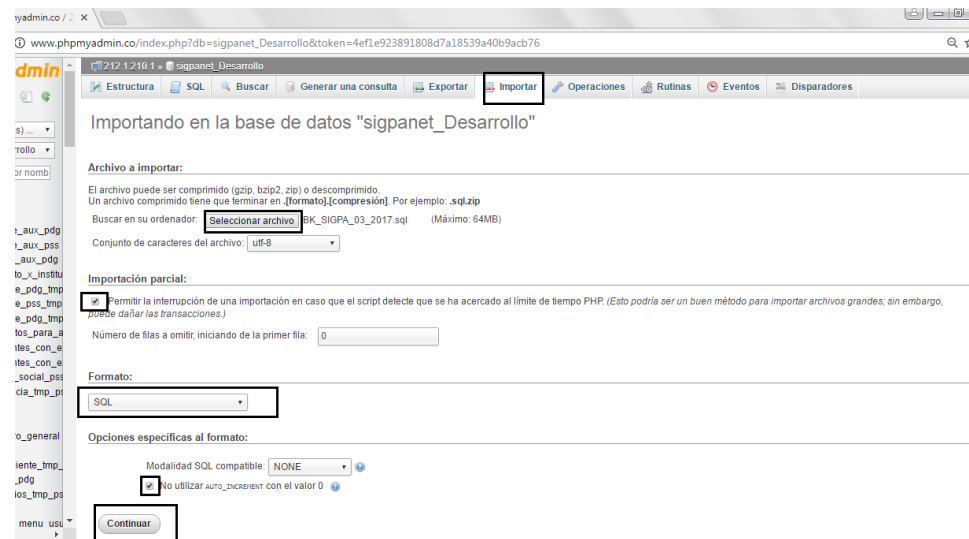 nyadmin.co / 2
www.phpmyadmin.co/index.php?db=sigpanet_Desarrollo&token=4ef1e923891808d7a18539a40b9acb76
dmin
212.1.210.1 » sigpanet_Desarrollo
Estructura SQL Buscar Generar una consulta Exportar Importar Operaciones Rutinas Eventos Disparadores
Importando en la base de datos "sigpanet_Desarrollo"
s) ...
rollo
or nomb
Archivo a importar:
El archivo puede ser comprimido (gzip, bzip2, zip) o descomprimido.
Un archivo comprimido tiene que terminar en .[formato].[compresión]. Por ejemplo: .sql.zip
Buscar en su ordenador: Seleccionar archivo BK_SIGPA_03_2017.sql (Máximo: 64MB)
Conjunto de caracteres del archivo: utf-8
Importación parcial:
Permitir la interrupción de una importación en caso que el script detecte que se ha acercado al límite de tiempo PHP. (Esto podría ser un buen método para importar archivos grandes; sin embargo,
puede dañar las transacciones.)
Número de filas a omitir, iniciando de la primer fila: 0
Formato:
SQL
Opciones específicas al formato:
Modalidad SQL compatible: NONE
No utilizar AUTO_INCREMENT con el valor 0
Continuar
e_aux_pdg
e_aux_pss
_aux_pdg
to_x_institu
e_pdg_tmp
e_pss_tmp
e_pdg_tmp
tos_para_a
ntes_con_e
ntes_con_e
_social_pss
cia_tmp_ps
ro_general
iente_tmp_
_pdg
ios_tmp_ps
menu_usu